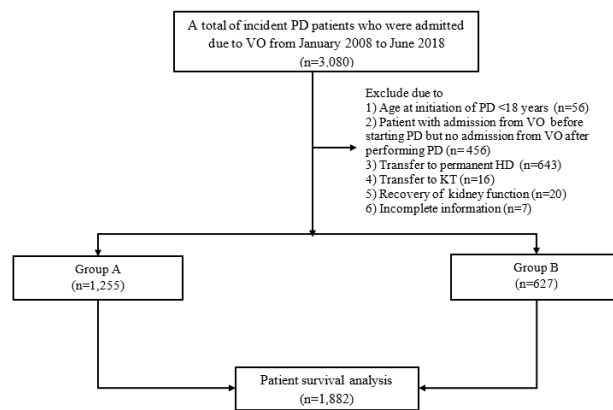 A total of incident PD patients who were admitted
due to VO from January 2008 to June 2018
(n=3,080)
Exclude due to
1) Age at initiation of PD <18 years (n=56)
2) Patient with admission from VO before
starting PD but no admission from VO after
performing PD (n= 456)
3) Transfer to permanent HD (n=643)
4) Transfer to KT (n=16)
5) Recovery of kidney function (n=20)
6) Incomplete information (n=7)
Group A
(n=1,255)
Group B
(n=627)
Patient survival analysis
(n=1,882)